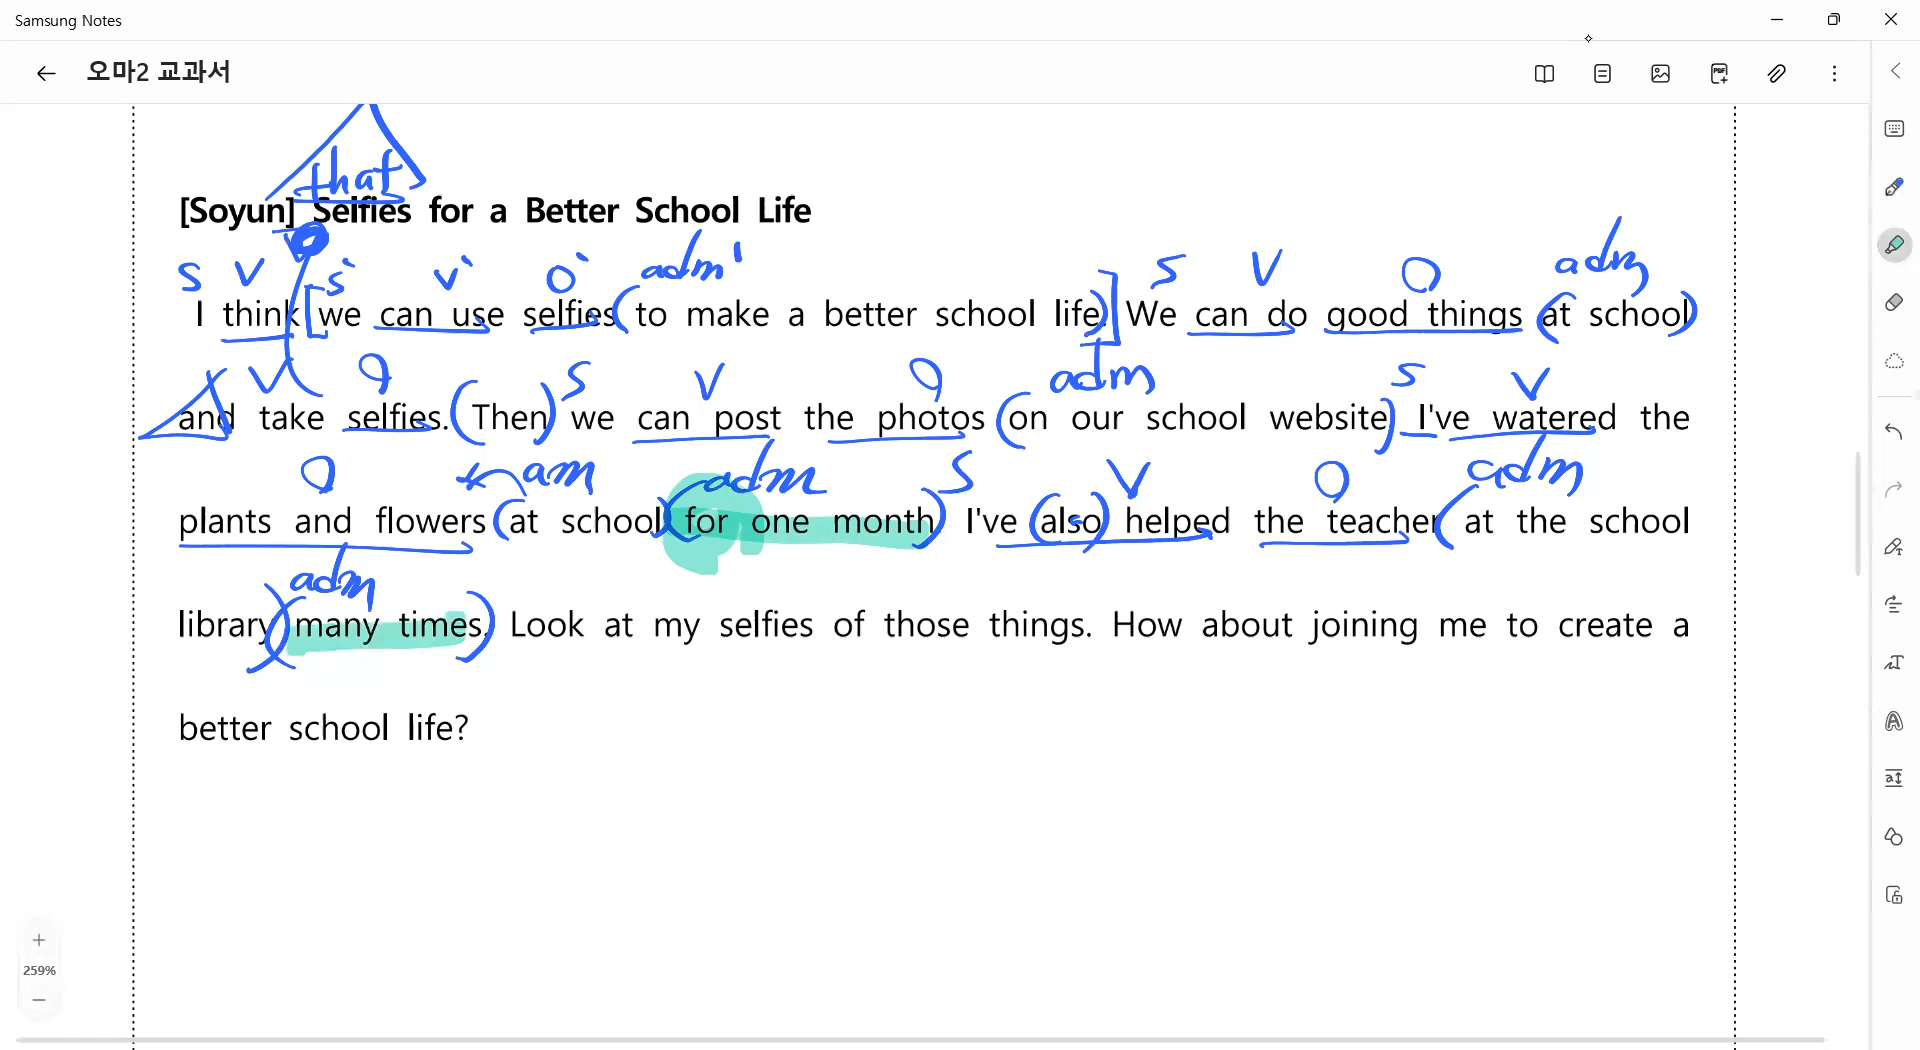 Samsung Notes
오마2 교과서
that
[Soyun] Selfies for a Better School Life
s v s' v' o' adm' s v o adm
I think [we can use selfies (to make a better school life.)] We can do good things (at school)
v o s v o adm s v
and take selfies. (Then) we can post the photos (on our school website) I've watered the
o am adm s v o adm
plants and flowers (at school) (for one month) I've (also) helped the teacher (at the school
adm
library) (many times.) Look at my selfies of those things. How about joining me to create a
better school life?
259%